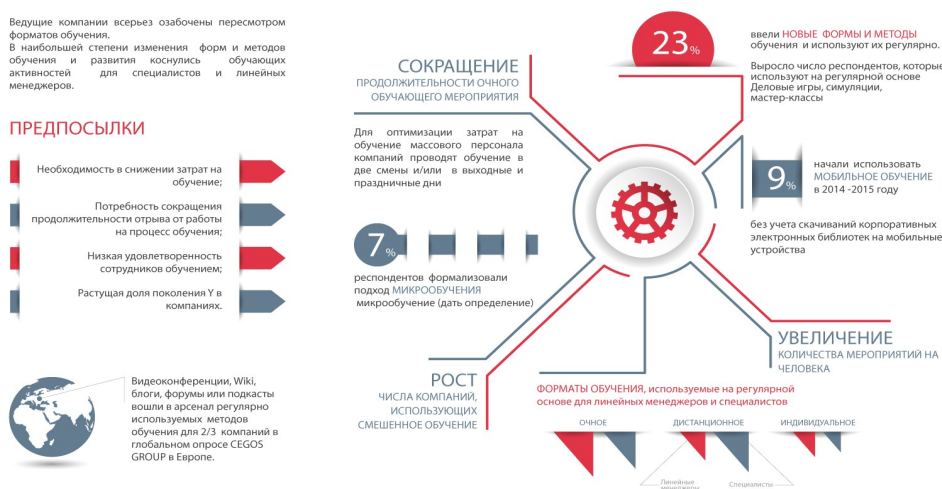 Ведущие компании всерьез озабочены пересмотром
форматов обучения.
В наибольшей степени изменения форм и методов
обучения и развития коснулись обучающих
активностей для специалистов и линейных
менеджеров.
ПРЕДПОСЫЛКИ
Необходимость в снижении затрат на
обучение;
Потребность сокращения
продолжительности отрыва от работы
на процесс обучения;
Низкая удовлетворенность
сотрудников обучением;
Растущая доля поколения Y в
компаниях.
Видеоконференции, Wiki,
блоги, форумы или подкасты
вошли в арсенал регулярно
используемых методов
обучения для 2/3 компаний в
глобальном опросе CEGOS
GROUP в Европе.
СОКРАЩЕНИЕ
ПРОДОЛЖИТЕЛЬНОСТИ ОЧНОГО
ОБУЧАЮЩЕГО МЕРОПРИЯТИЯ
Для оптимизации затрат на
обучение массового персонала
компаний проводят обучение в
две смены и/или в выходные и
праздничные дни
7%
респондентов формализовали
подход МИКРООБУЧЕНИЯ
микрообучение (дать определение)
РОСТ
ЧИСЛА КОМПАНИЙ,
ИСПОЛЬЗУЮЩИХ
СМЕШЕННОЕ ОБУЧЕНИЕ
23%
ввели НОВЫЕ ФОРМЫ И МЕТОДЫ
обучения и используют их регулярно.
Выросло число респондентов, которые
используют на регулярной основе
Деловые игры, симуляции,
мастер-классы
9%
начали использовать
МОБИЛЬНОЕ ОБУЧЕНИЕ
в 2014 -2015 году
без учета скачиваний корпоративных
электронных библиотек на мобильные
устройства
УВЕЛИЧЕНИЕ
КОЛИЧЕСТВА МЕРОПРИЯТИЙ НА
ЧЕЛОВЕКА
ФОРМАТЫ ОБУЧЕНИЯ, используемые на регулярной
основе для линейных менеджеров и специалистов
ОЧНОЕ
ДИСТАНЦИОННОЕ
ИНДИВИДУАЛЬНОЕ
Линейные
менеджеры
Специалисты